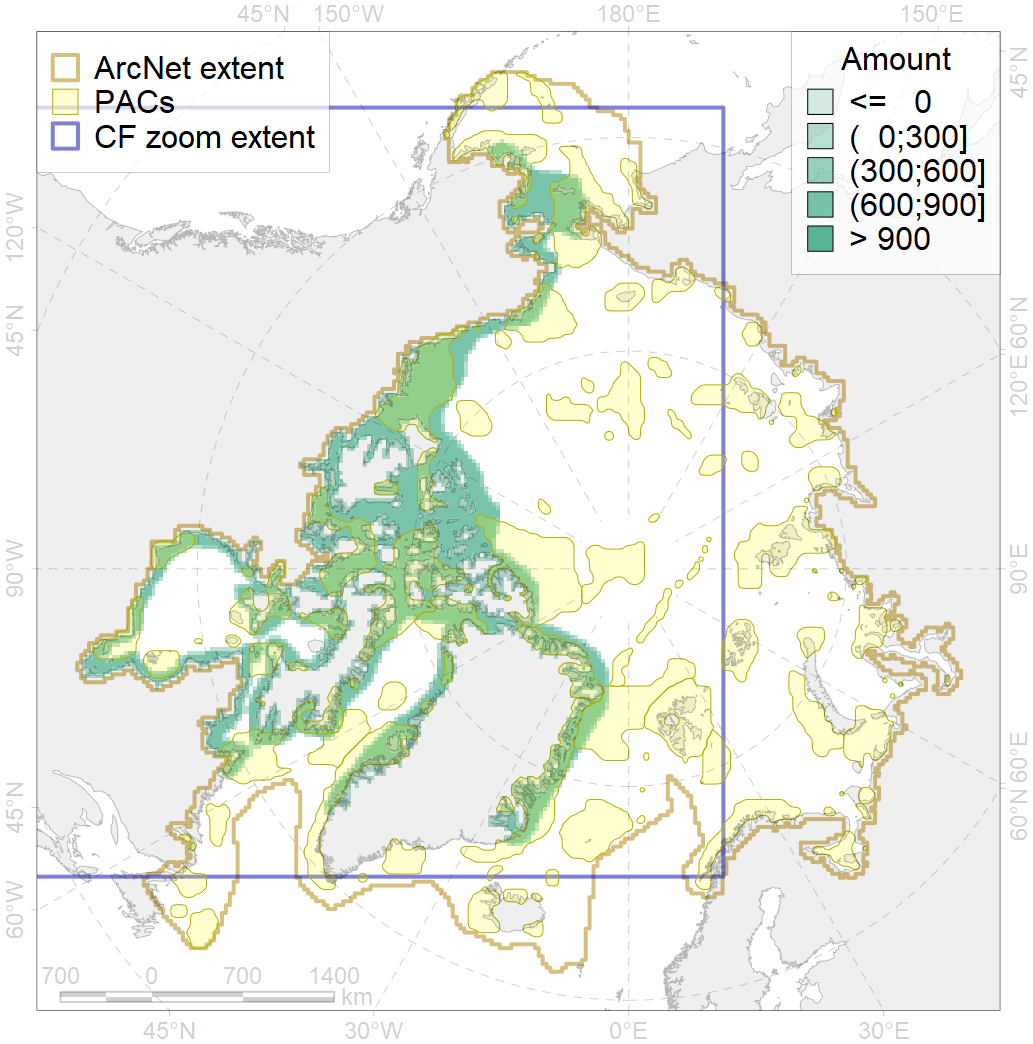 45°N 150°W 180°E 150°E
ArcNet extent
PACs
CF zoom extent
Amount
<= 0
( 0;300]
(300;600]
(600;900]
> 900
45°N
120°W
45°N
60°N
120°E
90°W
90°E
45°N
60°W
60°E
60°N
700 0 700 1400
km
45°N 30°W 0°E 30°E